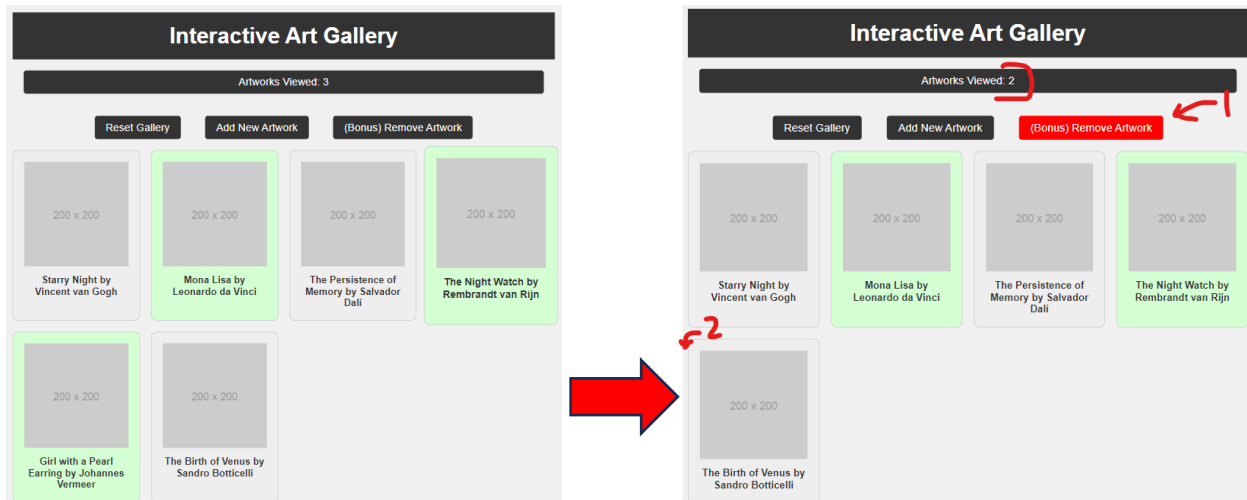 Interactive Art Gallery
Artworks Viewed: 3
Reset Gallery
Add New Artwork
(Bonus) Remove Artwork
200 x 200
200 x 200
200 x 200
200 x 200
Starry Night by
Vincent van Gogh
Mona Lisa by
Leonardo da Vinci
The Persistence of
Memory by Salvador
Dalí
The Night Watch by
Rembrandt van Rijn
200 x 200
200 x 200
Girl with a Pearl
Earring by Johannes
Vermeer
The Birth of Venus by
Sandro Botticelli
Interactive Art Gallery
Artworks Viewed: 2
1
Reset Gallery
Add New Artwork
(Bonus) Remove Artwork
200 x 200
200 x 200
200 x 200
200 x 200
Starry Night by
Vincent van Gogh
Mona Lisa by
Leonardo da Vinci
The Persistence of
Memory by Salvador
Dalí
The Night Watch by
Rembrandt van Rijn
2
200 x 200
The Birth of Venus by
Sandro Botticelli